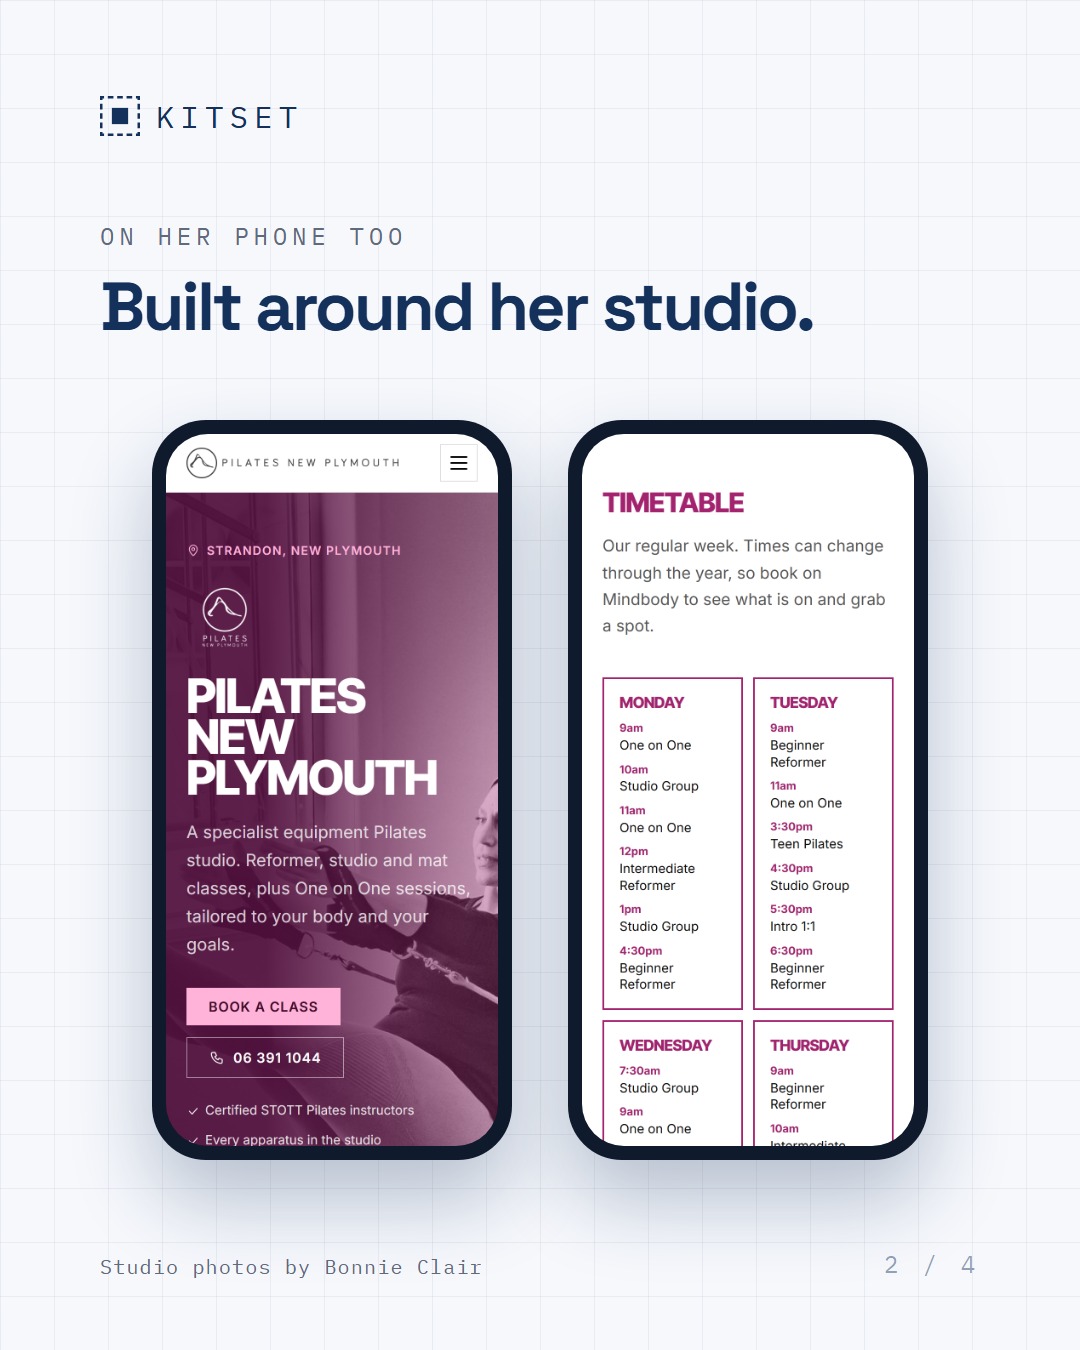 KITSET
ON HER PHONE TOO
Built around her studio.
PILATES NEW PLYMOUTH
STRANDON, NEW PLYMOUTH
PILATES
NEW PLYMOUTH
PILATES
NEW
PLYMOUTH
A specialist equipment Pilates
studio. Reformer, studio and mat
classes, plus One on One sessions,
tailored to your body and your
goals.
BOOK A CLASS
06 391 1044
Certified STOTT Pilates instructors
Every apparatus in the studio
TIMETABLE
Our regular week. Times can change
through the year, so book on
Mindbody to see what is on and grab
a spot.
MONDAY
9am
One on One
10am
Studio Group
11am
One on One
12pm
Intermediate
Reformer
1pm
Studio Group
4:30pm
Beginner
Reformer
TUESDAY
9am
Beginner
Reformer
11am
One on One
3:30pm
Teen Pilates
4:30pm
Studio Group
5:30pm
Intro 1:1
6:30pm
Beginner
Reformer
WEDNESDAY
7:30am
Studio Group
9am
One on One
THURSDAY
9am
Beginner
Reformer
10am
Intermediate
Studio photos by Bonnie Clair
2 / 4